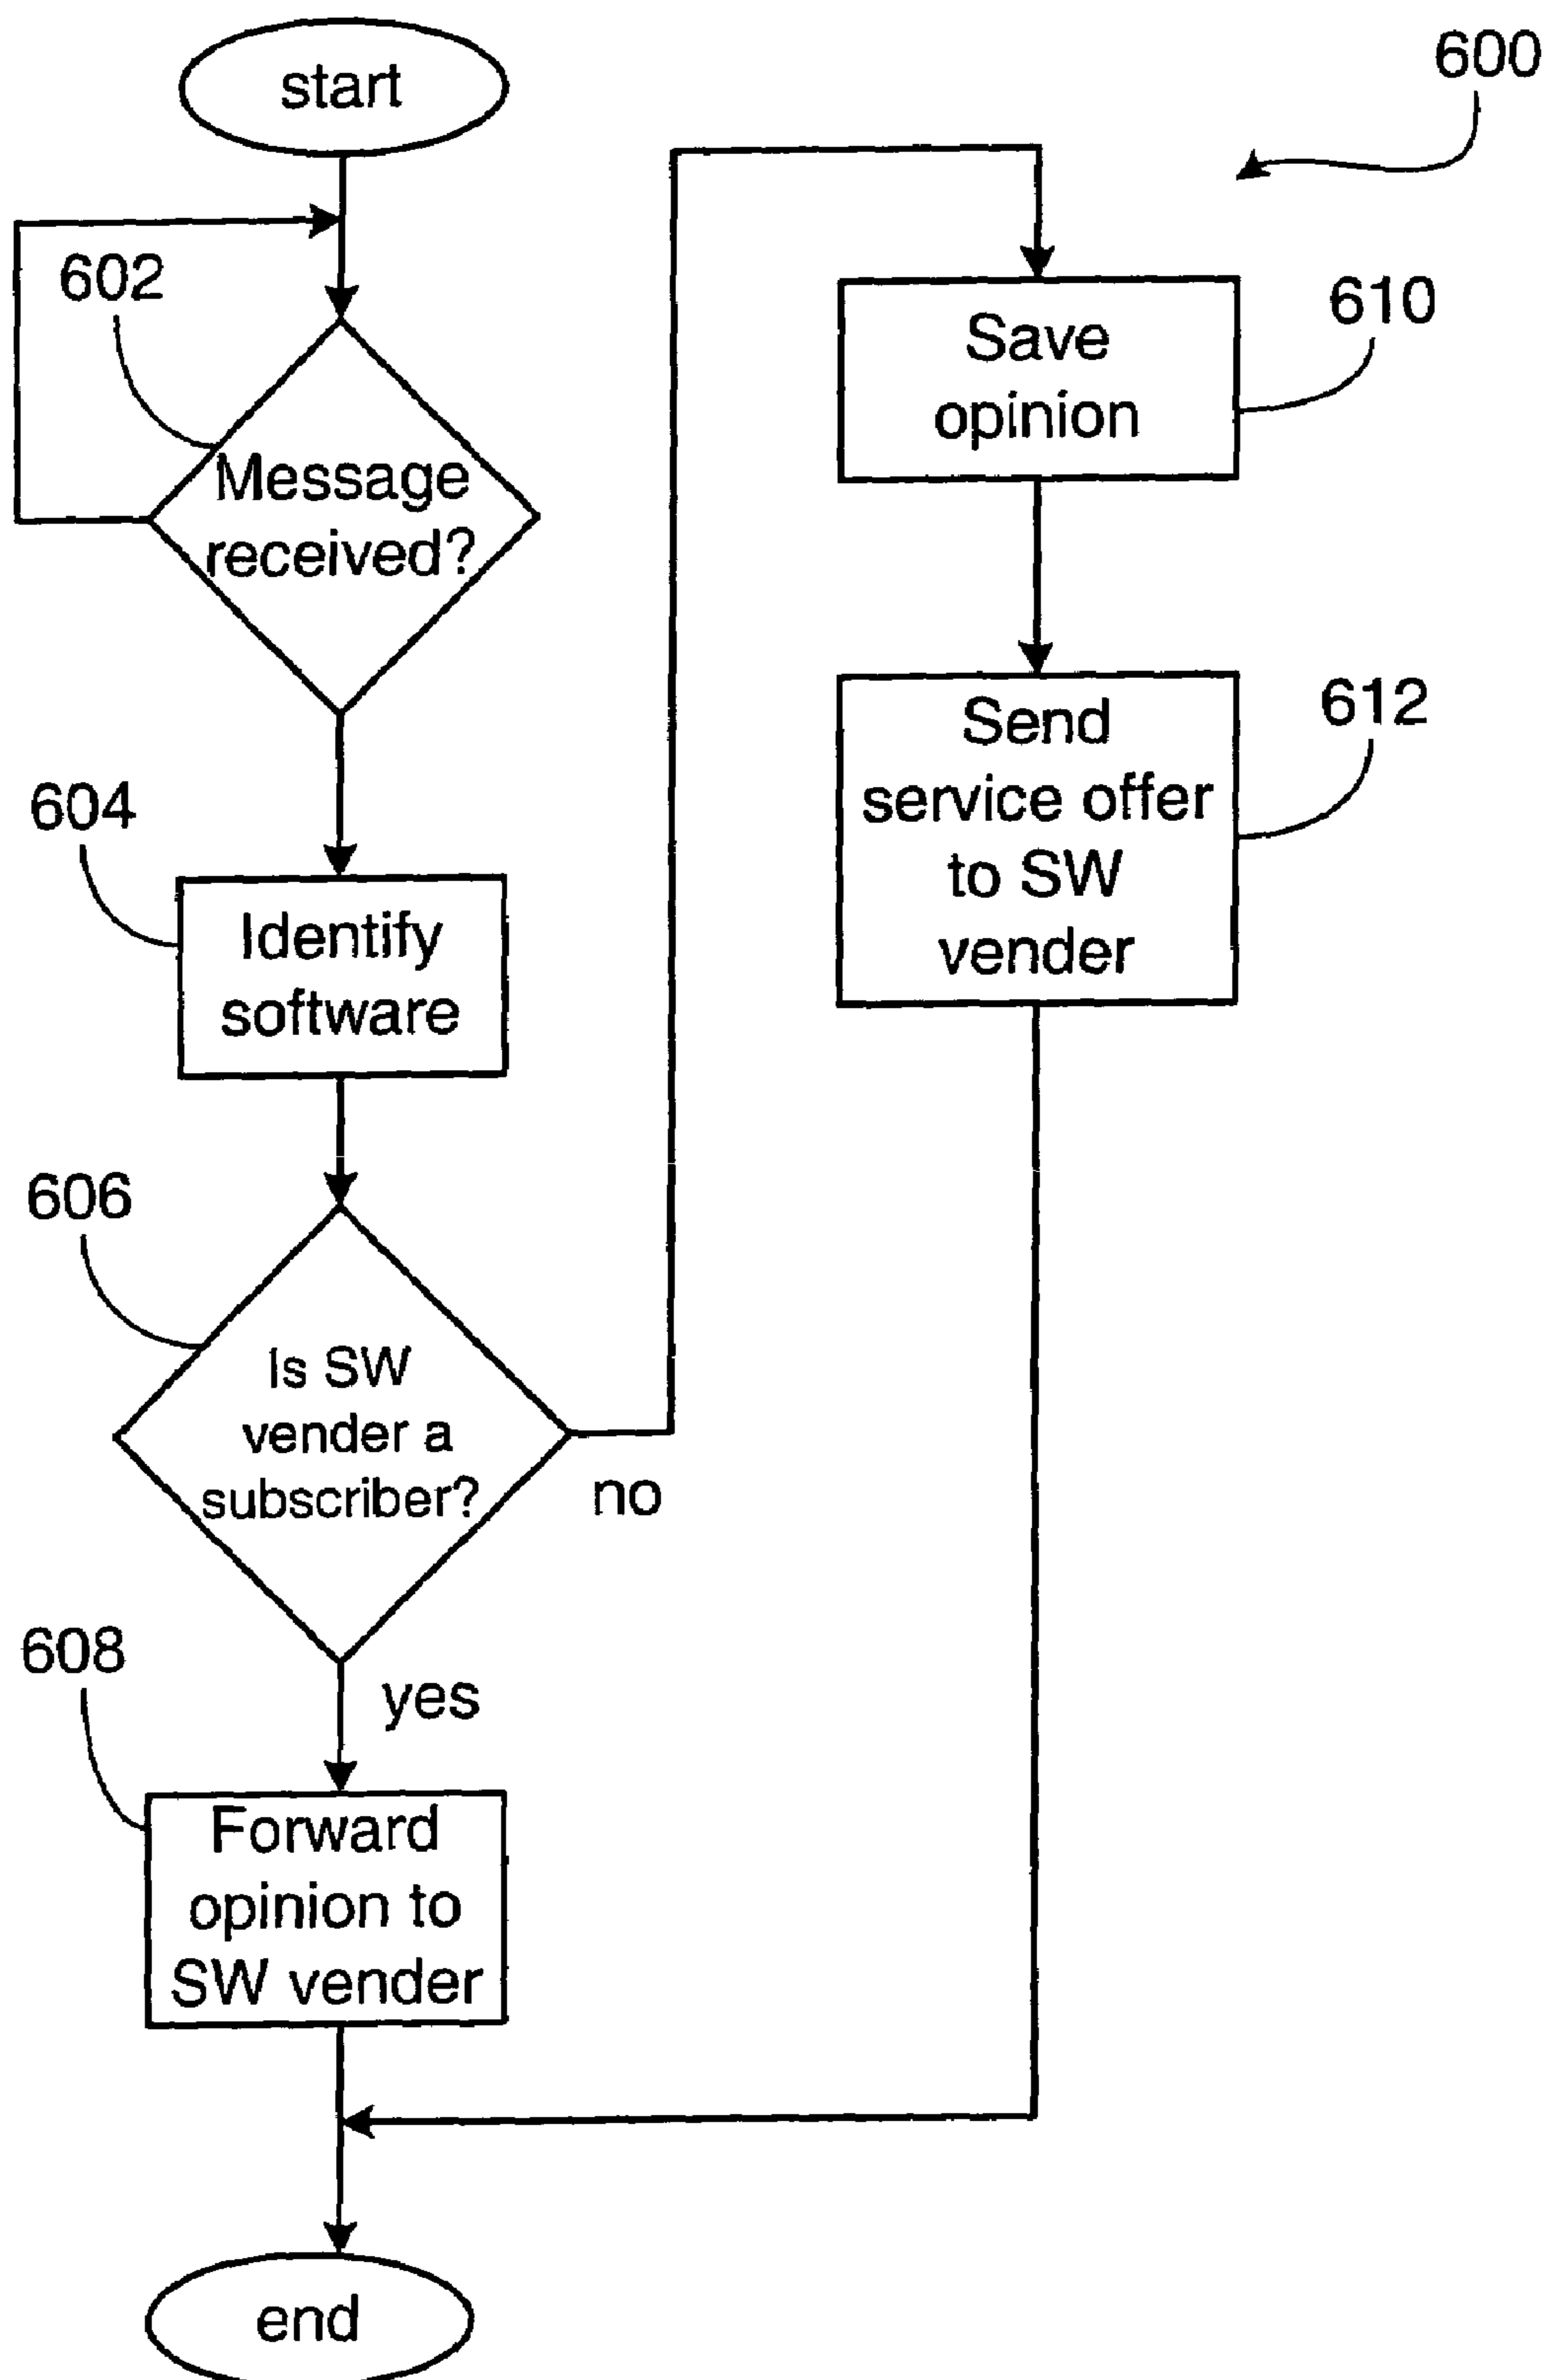 start
600
602
Message
received?
604
Identify
software
606
Is SW
vender a
subscriber?
no
yes
608
Forward
opinion to
SW vender
end
610
Save
opinion
612
Send
service offer
to SW
vender